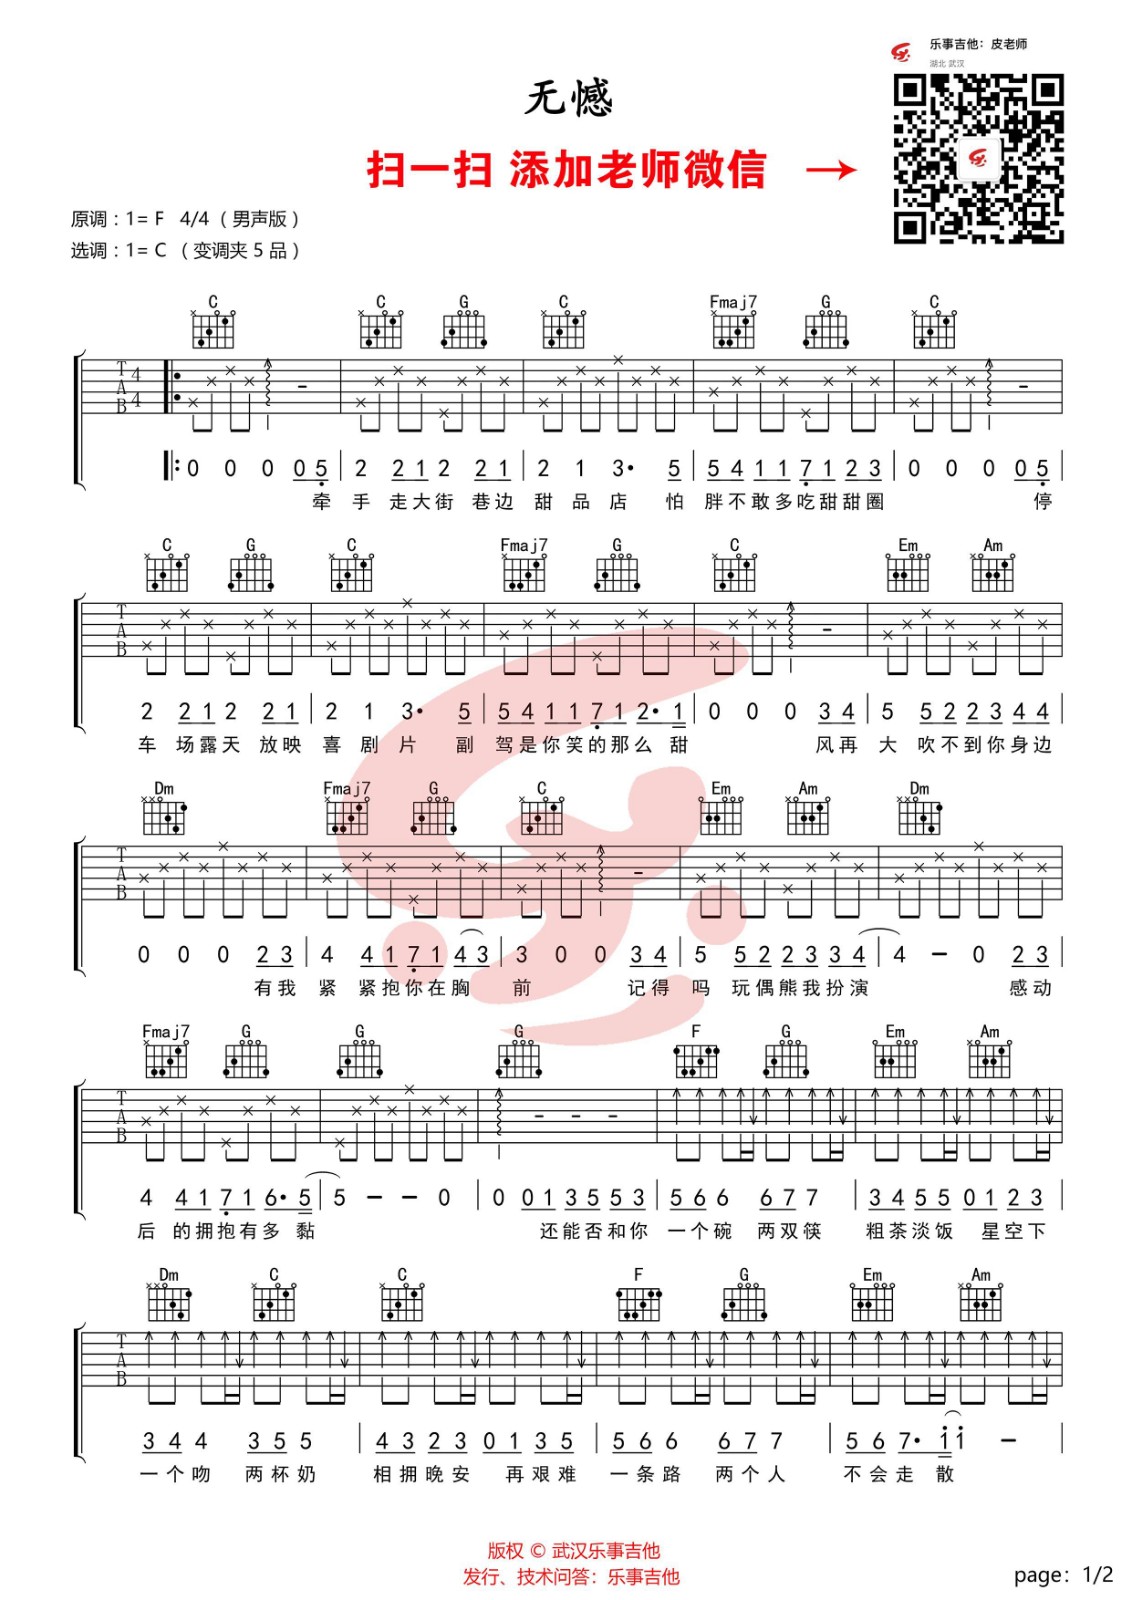 乐事吉他：皮老师
湖北 武汉
无憾
扫一扫 添加老师微信 →
原调：1= F 4/4（男声版）
选调：1= C （变调夹 5 品）
C C G C Fmaj7 G C
T 4
A
B 4
0 0 0 0 5 | 2 2 1 2 2 1 | 2 1 3· 5 | 5 4 1 1 7 1 2 3 | 0 0 0 0 5
牵 手 走大街 巷边 甜 品 店 怕 胖不敢多吃甜甜圈 停
C G C Fmaj7 G C Em Am
T
A
B
2 2 1 2 2 1 | 2 1 3· 5 | 5 4 1 1 7 1 2· 1 | 0 0 0 3 4 | 5 5 2 2 3 4 4
车 场露天 放映 喜 剧 片 副 驾是你笑的那么 甜 风再 大 吹不到你身边
Dm Fmaj7 G C Em Am Dm
T
A
B
0 0 0 2 3 | 4 4 1 7 1 4 3 | 3 0 0 3 4 | 5 5 2 2 3 3 4 | 4 – 0 2 3
有我 紧 紧抱你在胸 前 记得 吗 玩偶熊我扮演 感动
Fmaj7 G G G F G Em Am
T
A
B
4 4 1 7 1 6· 5 | 5 – – 0 | 0 0 1 3 5 5 3 | 5 6 6 6 7 7 | 3 4 5 5 0 1 2 3
后 的拥抱有多 黏 还能否和你 一个碗 两双筷 粗茶淡饭 星空下
Dm C C F G Em Am
T
A
B
3 4 4 3 5 5 | 4 3 2 3 0 1 3 5 | 5 6 6 6 7 7 | 5 6 7· i i –
一个吻 两杯奶 相拥晚安 再艰难 一条路 两个人 不会走 散
版权 © 武汉乐事吉他
发行、技术问答：乐事吉他
page：1/2